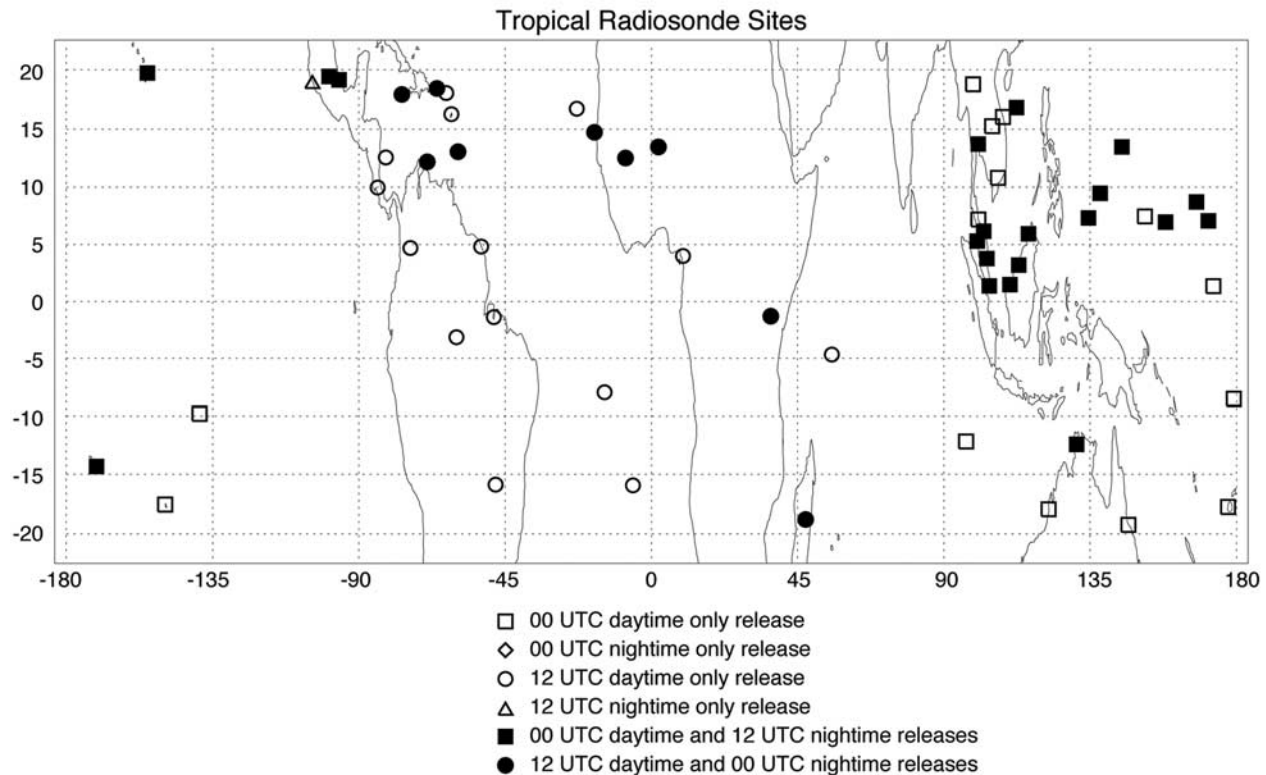 Tropical Radiosonde Sites
20
15
10
5
0
-5
-10
-15
-20
-180 -135 -90 -45 0 45 90 135 180
00 UTC daytime only release
00 UTC nightime only release
12 UTC daytime only release
12 UTC nightime only release
00 UTC daytime and 12 UTC nightime releases
12 UTC daytime and 00 UTC nightime releases